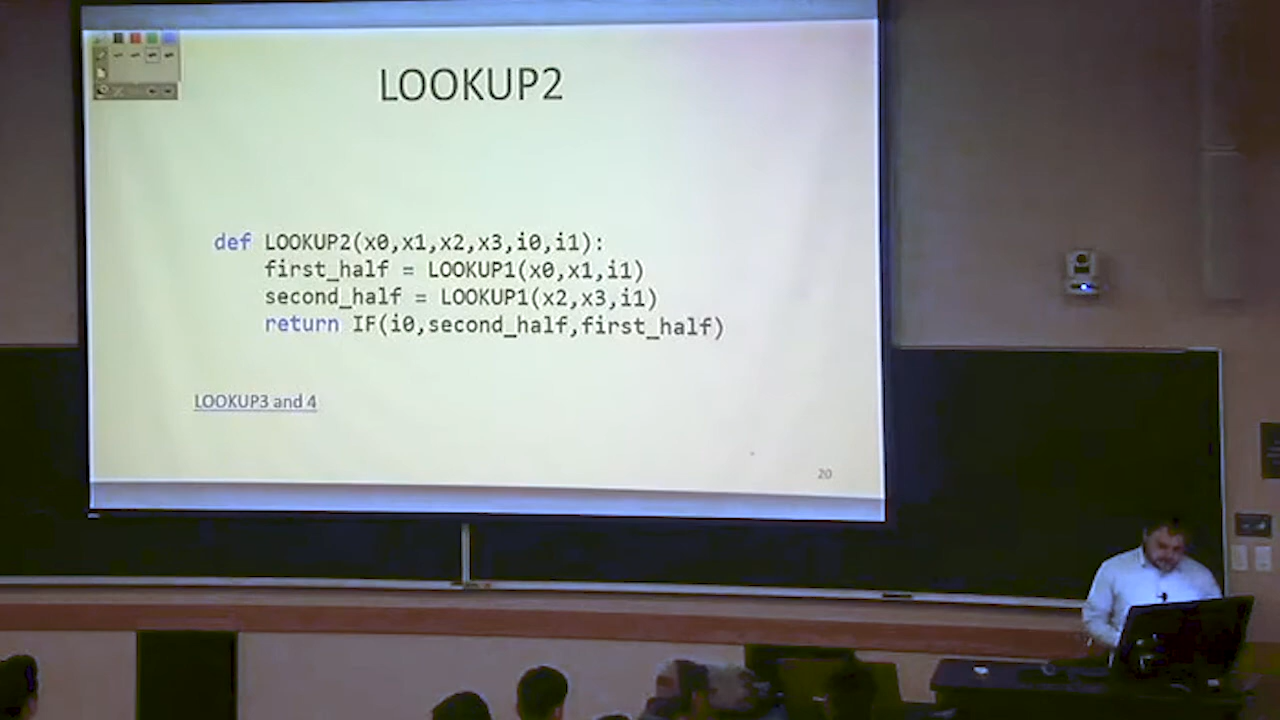 LOOKUP2
def LOOKUP2(x0,x1,x2,x3,i0,i1):
first_half = LOOKUP1(x0,x1,i1)
second_half = LOOKUP1(x2,x3,i1)
return IF(i0,second_half,first_half)
LOOKUP3 and 4
20